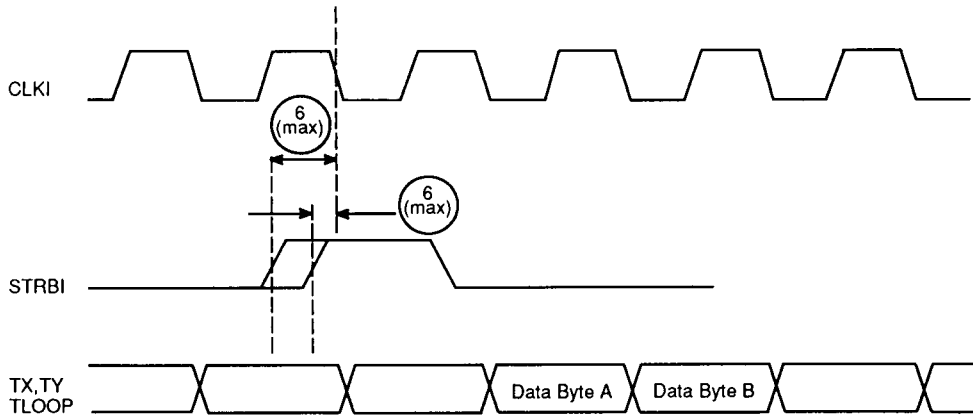 CLKI
6
(max)
6
(max)
STRBI
TX,TY
TLOOP
Data Byte A
Data Byte B